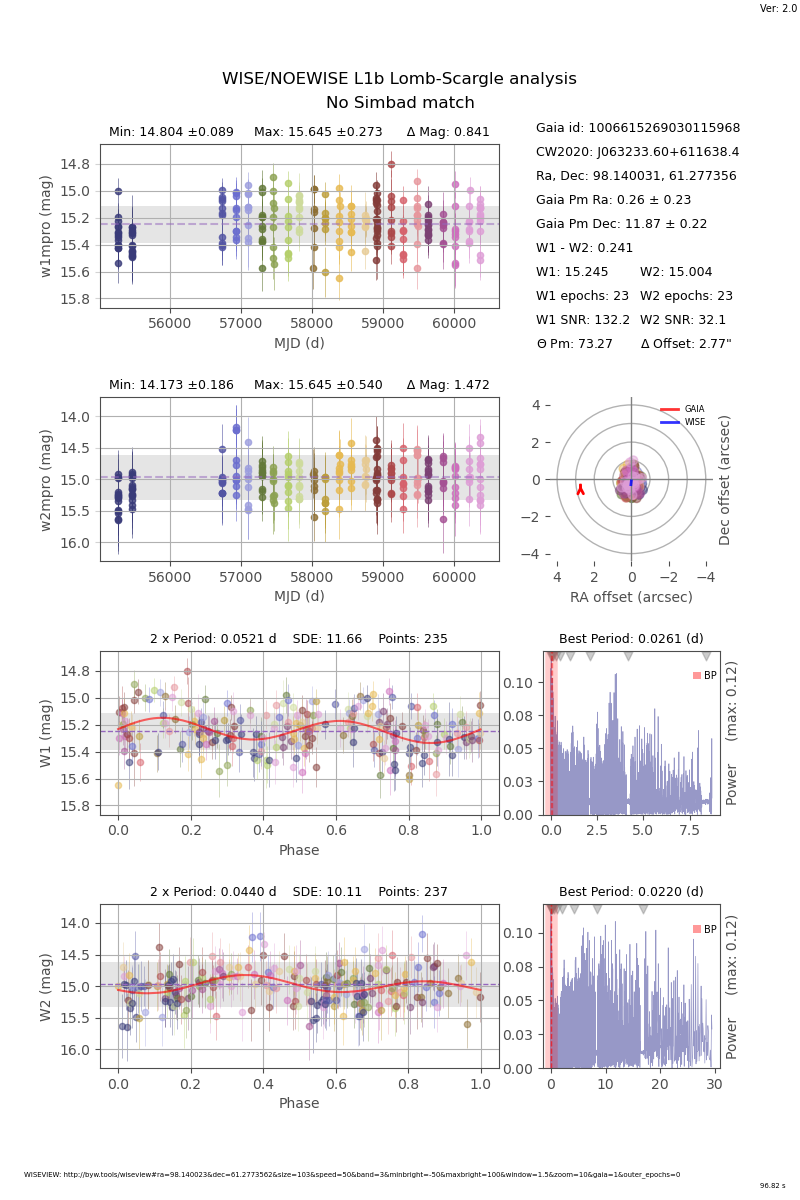 Ver: 2.0
WISE/NOEWISE L1b Lomb-Scargle analysis
No Simbad match
Min: 14.804 ±0.089 Max: 15.645 ±0.273 Δ Mag: 0.841
14.8
15.0
15.2
15.4
15.6
15.8
w1mpro (mag)
56000 57000 58000 59000 60000
MJD (d)
Gaia id: 1006615269030115968
CW2020: J063233.60+611638.4
Ra, Dec: 98.140031, 61.277356
Gaia Pm Ra: 0.26 ± 0.23
Gaia Pm Dec: 11.87 ± 0.22
W1 - W2: 0.241
W1: 15.245 W2: 15.004
W1 epochs: 23 W2 epochs: 23
W1 SNR: 132.2 W2 SNR: 32.1
Θ Pm: 73.27 Δ Offset: 2.77"
Min: 14.173 ±0.186 Max: 15.645 ±0.540 Δ Mag: 1.472
14.0
14.5
15.0
15.5
16.0
w2mpro (mag)
56000 57000 58000 59000 60000
MJD (d)
GAIA
WISE
4
2
0
−2
−4
Dec offset (arcsec)
4 2 0 −2 −4
RA offset (arcsec)
2 x Period: 0.0521 d SDE: 11.66 Points: 235
14.8
15.0
15.2
15.4
15.6
15.8
W1 (mag)
0.0 0.2 0.4 0.6 0.8 1.0
Phase
Best Period: 0.0261 (d)
BP
0.10
0.08
0.05
0.03
0.00
Power (max: 0.12)
0.0 2.5 5.0 7.5
2 x Period: 0.0440 d SDE: 10.11 Points: 237
14.0
14.5
15.0
15.5
16.0
W2 (mag)
0.0 0.2 0.4 0.6 0.8 1.0
Phase
Best Period: 0.0220 (d)
BP
0.10
0.08
0.05
0.03
0.00
Power (max: 0.12)
0 10 20 30
WISEVIEW: http://byw.tools/wiseview#ra=98.140023&dec=61.2773562&size=103&speed=50&band=3&minbright=-50&maxbright=100&window=1.5&zoom=10&gaia=1&outer_epochs=0
96.82 s